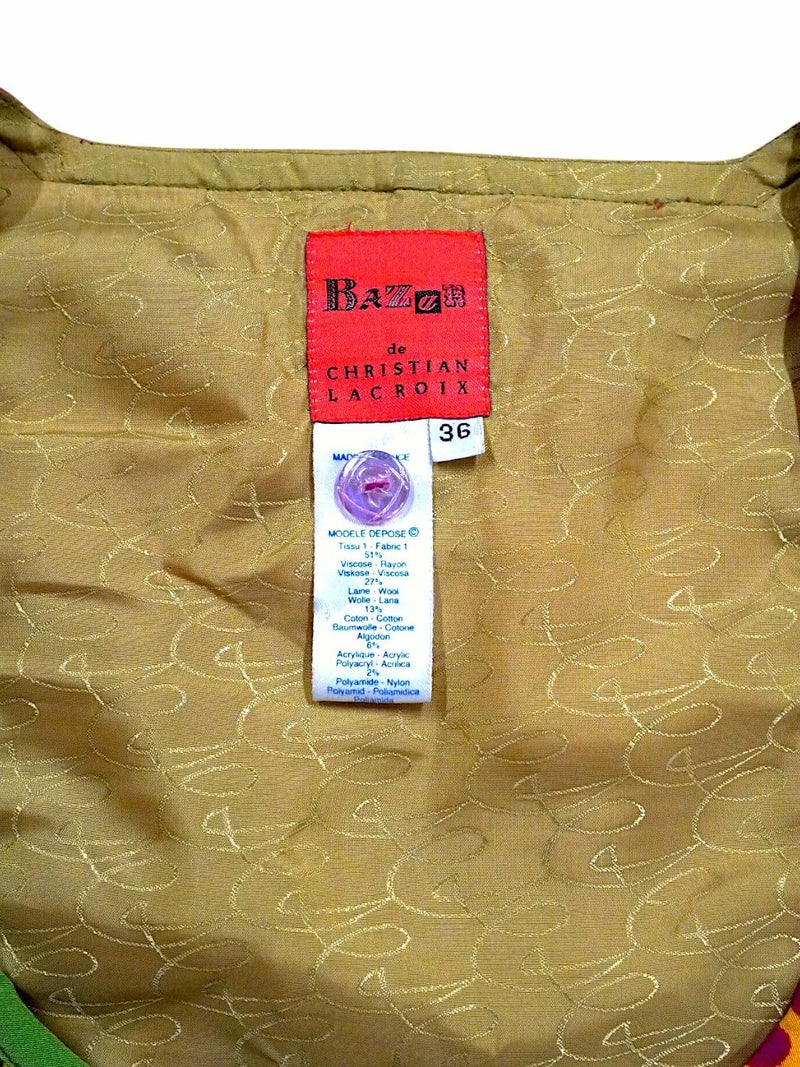 BAZAR
de
CHRISTIAN
LACROIX
36
MODELE DEPOSE ©
Tissu 1 - Fabric 1
51%
Viscose - Rayon
Viskose - Viscosa
27%
Laine - Wool
Wolle - Lana
13%
Coton - Cotton
Baumwolle - Cotone
Algodon
6%
Acrylique - Acrylic
Polyacryl - Acrilica
2%
Polyamide - Nylon
Polyamid - Poliamidica
Poliamida